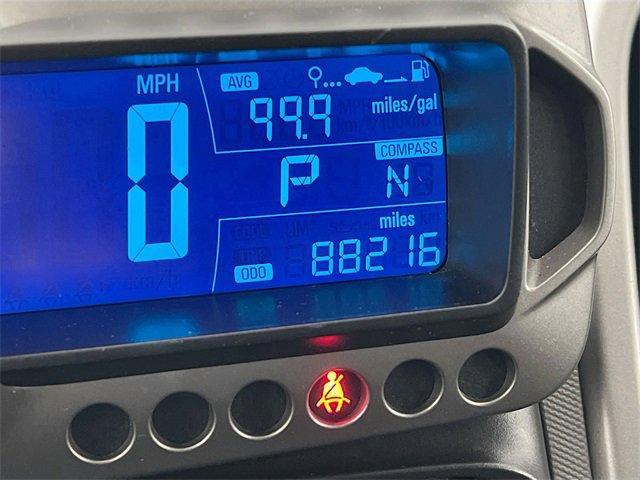 MPH
AVG
99.9 miles/gal
COMPASS
0
P N
miles
ODO 88216